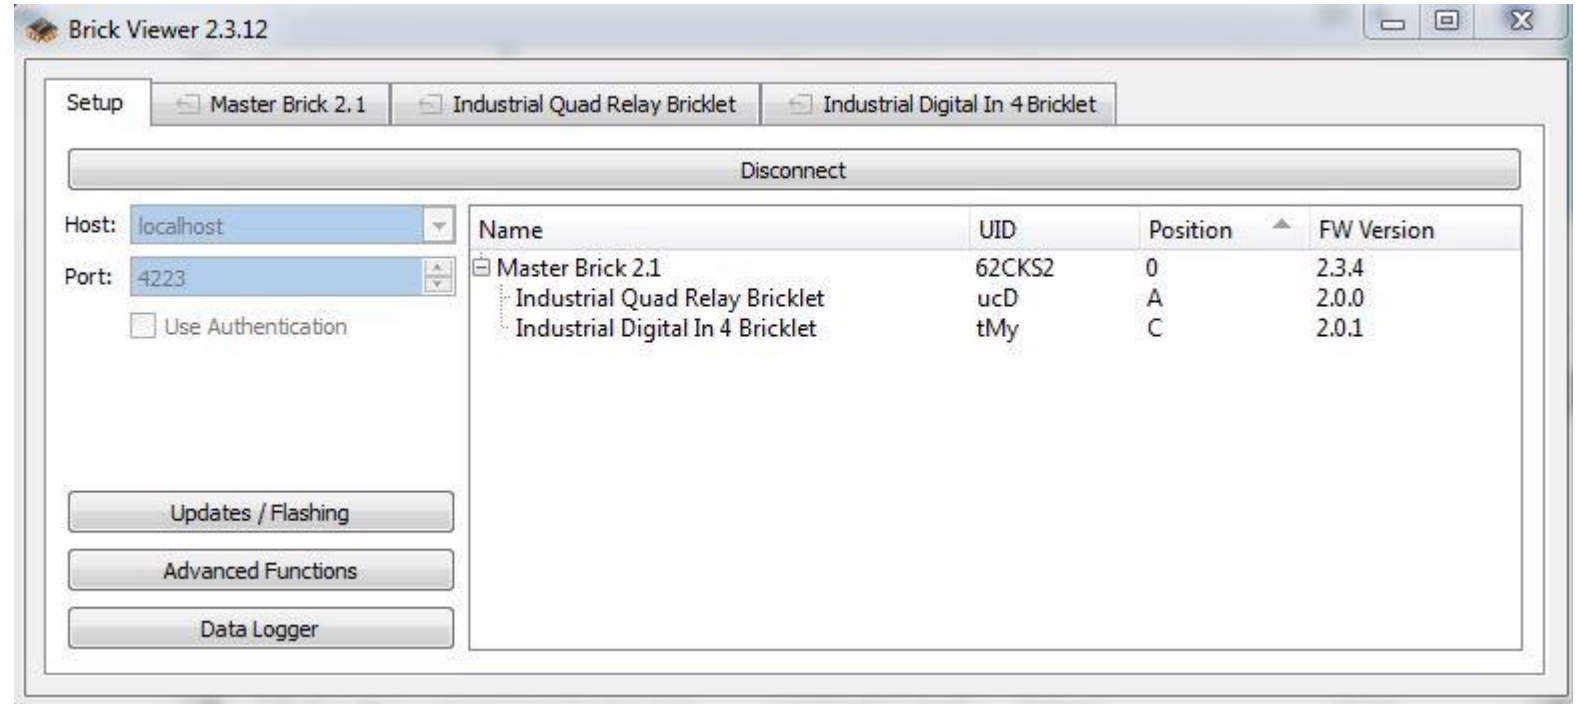 Brick Viewer 2.3.12
Setup Master Brick 2.1 Industrial Quad Relay Bricklet Industrial Digital In 4 Bricklet
Disconnect
Host: localhost
Port: 4223
Use Authentication
Updates / Flashing
Advanced Functions
Data Logger
Name UID Position FW Version
Master Brick 2.1 62CKS2 0 2.3.4
Industrial Quad Relay Bricklet ucD A 2.0.0
Industrial Digital In 4 Bricklet tMy C 2.0.1